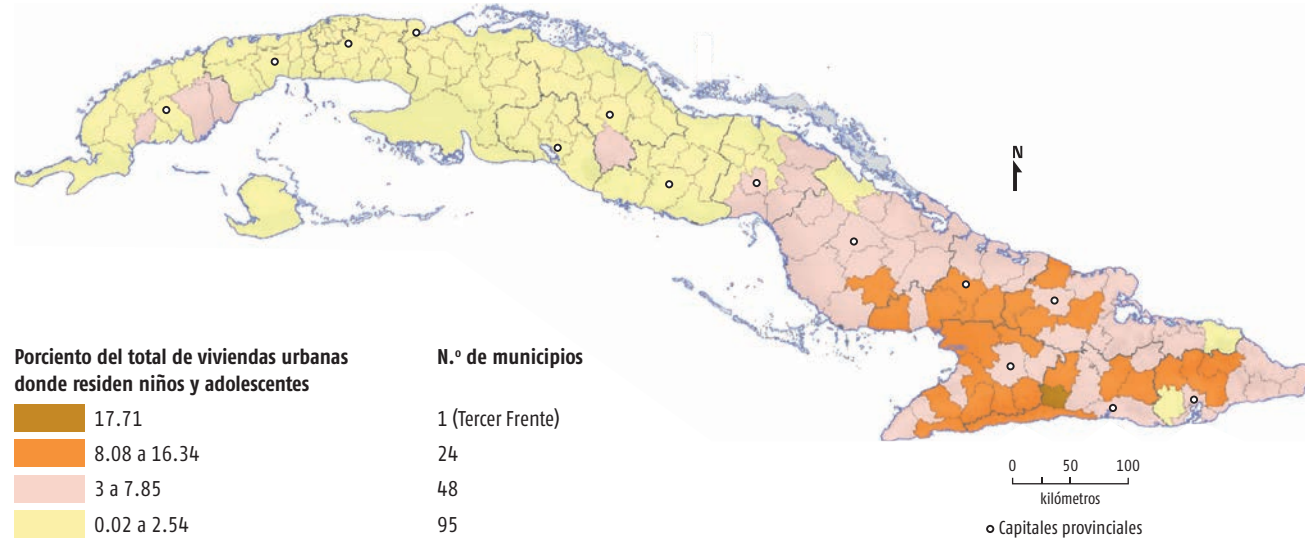 N
Porciento del total de viviendas urbanas
donde residen niños y adolescentes
N.º de municipios
17.71 1 (Tercer Frente)
8.08 a 16.34 24
3 a 7.85 48
0.02 a 2.54 95
0 50 100
kilómetros
Capitales provinciales